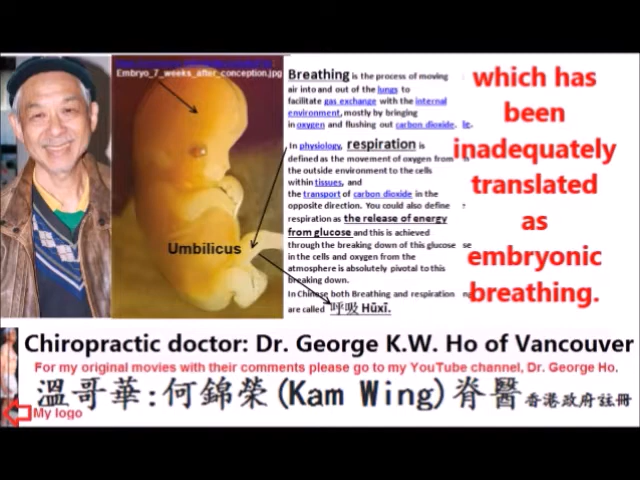 Embryo_7_weeks_after_conception.jpg
Umbilicus
Breathing is the process of moving
air into and out of the lungs to
facilitate gas exchange with the internal
environment, mostly by bringing
in oxygen and flushing out carbon dioxide.
In physiology, respiration is
defined as the movement of oxygen from
the outside environment to the cells
within tissues, and
the transport of carbon dioxide in the
opposite direction. You could also define
respiration as the release of energy
from glucose and this is achieved
through the breaking down of this glucose
in the cells and oxygen from the
atmosphere is absolutely pivotal to this
breaking down.
In Chinese both Breathing and respiration
are called 呼吸 Hūxī.
which has
been
inadequately
translated
as
embryonic
breathing.
Chiropractic doctor: Dr. George K.W. Ho of Vancouver
For my original movies with their comments please go to my YouTube channel, Dr. George Ho.
溫哥華:何錦榮(Kam Wing)脊醫香港政府註冊
My logo